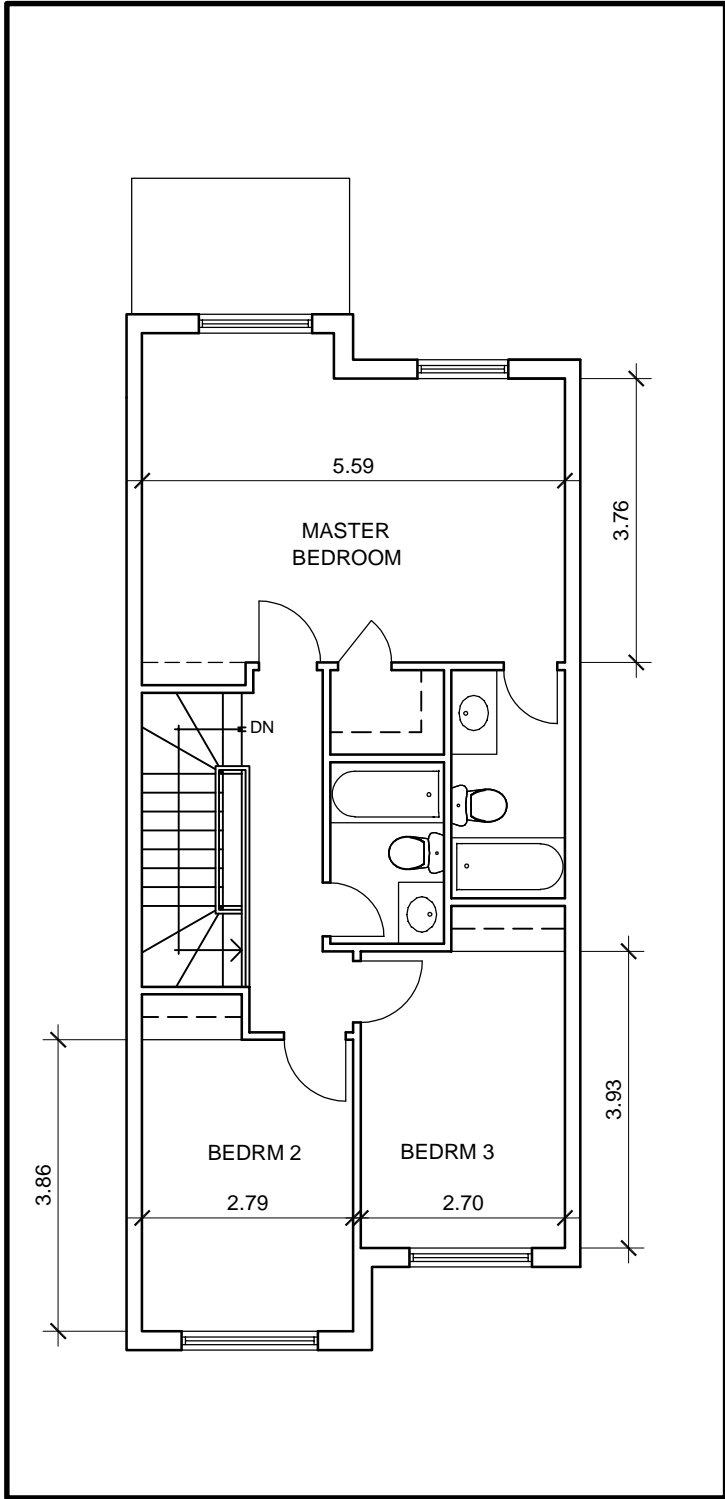 5.59
3.76
MASTER
BEDROOM
DN
3.93
3.86
BEDRM 2
BEDRM 3
2.79
2.70